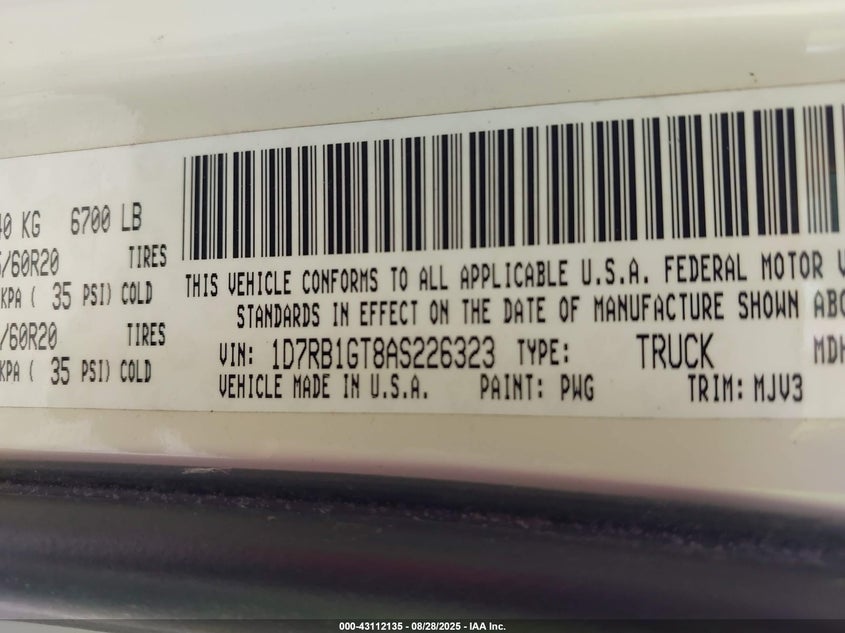 40 KG 6700 LB
/60R20 TIRES
KPA ( 35 PSI) COLD
/60R20 TIRES
KPA ( 35 PSI) COLD
THIS VEHICLE CONFORMS TO ALL APPLICABLE U.S.A. FEDERAL MOTOR V
STANDARDS IN EFFECT ON THE DATE OF MANUFACTURE SHOWN ABO
VIN: 1D7RB1GT8AS226323 TYPE: TRUCK MDH
VEHICLE MADE IN U.S.A. PAINT: PWG TRIM: MJV3
000-43112135 - 08/28/2025 - IAA Inc.